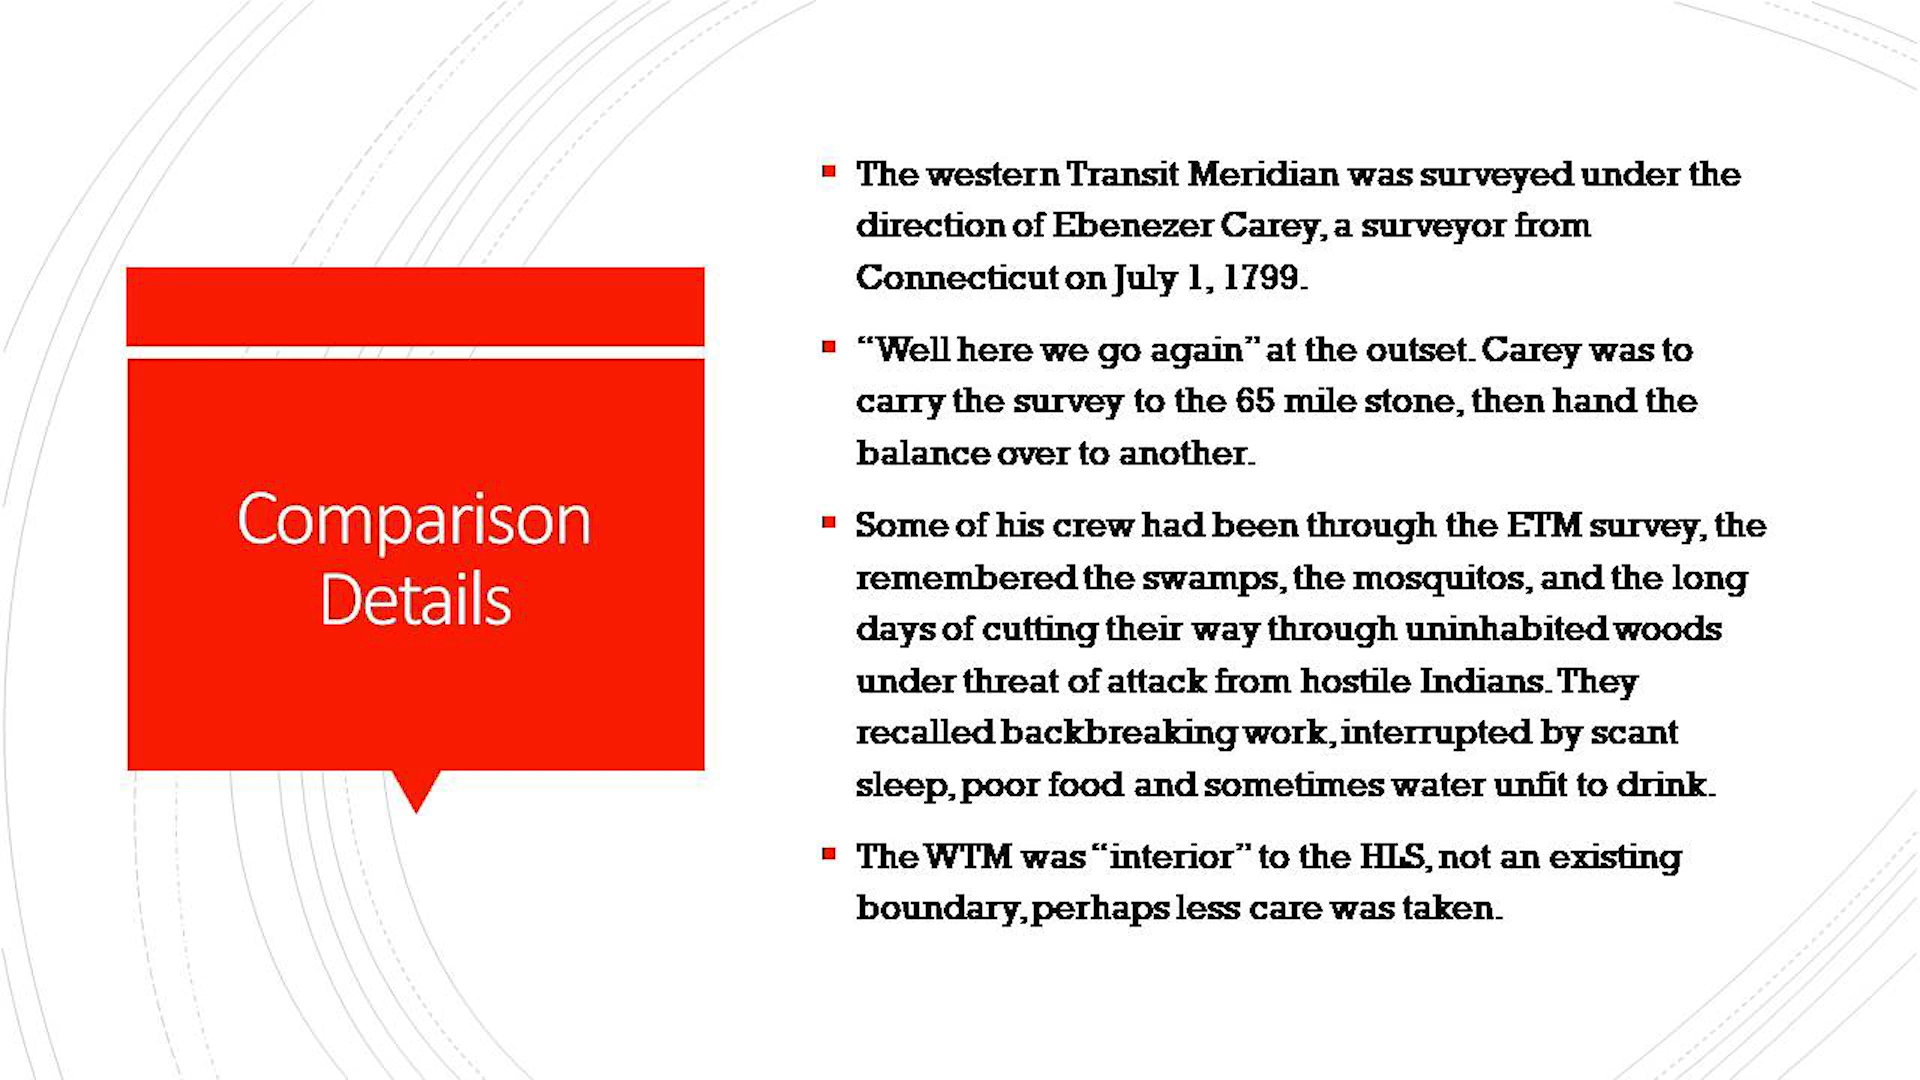 Comparison
Details
The western Transit Meridian was surveyed under the
direction of Ebenezer Carey, a surveyor from
Connecticut on July 1, 1799.
“Well here we go again” at the outset. Carey was to
carry the survey to the 65 mile stone, then hand the
balance over to another.
Some of his crew had been through the ETM survey, the
remembered the swamps, the mosquitos, and the long
days of cutting their way through uninhabited woods
under threat of attack from hostile Indians. They
recalled backbreaking work, interrupted by scant
sleep, poor food and sometimes water unfit to drink.
The WTM was “interior” to the HLS, not an existing
boundary, perhaps less care was taken.